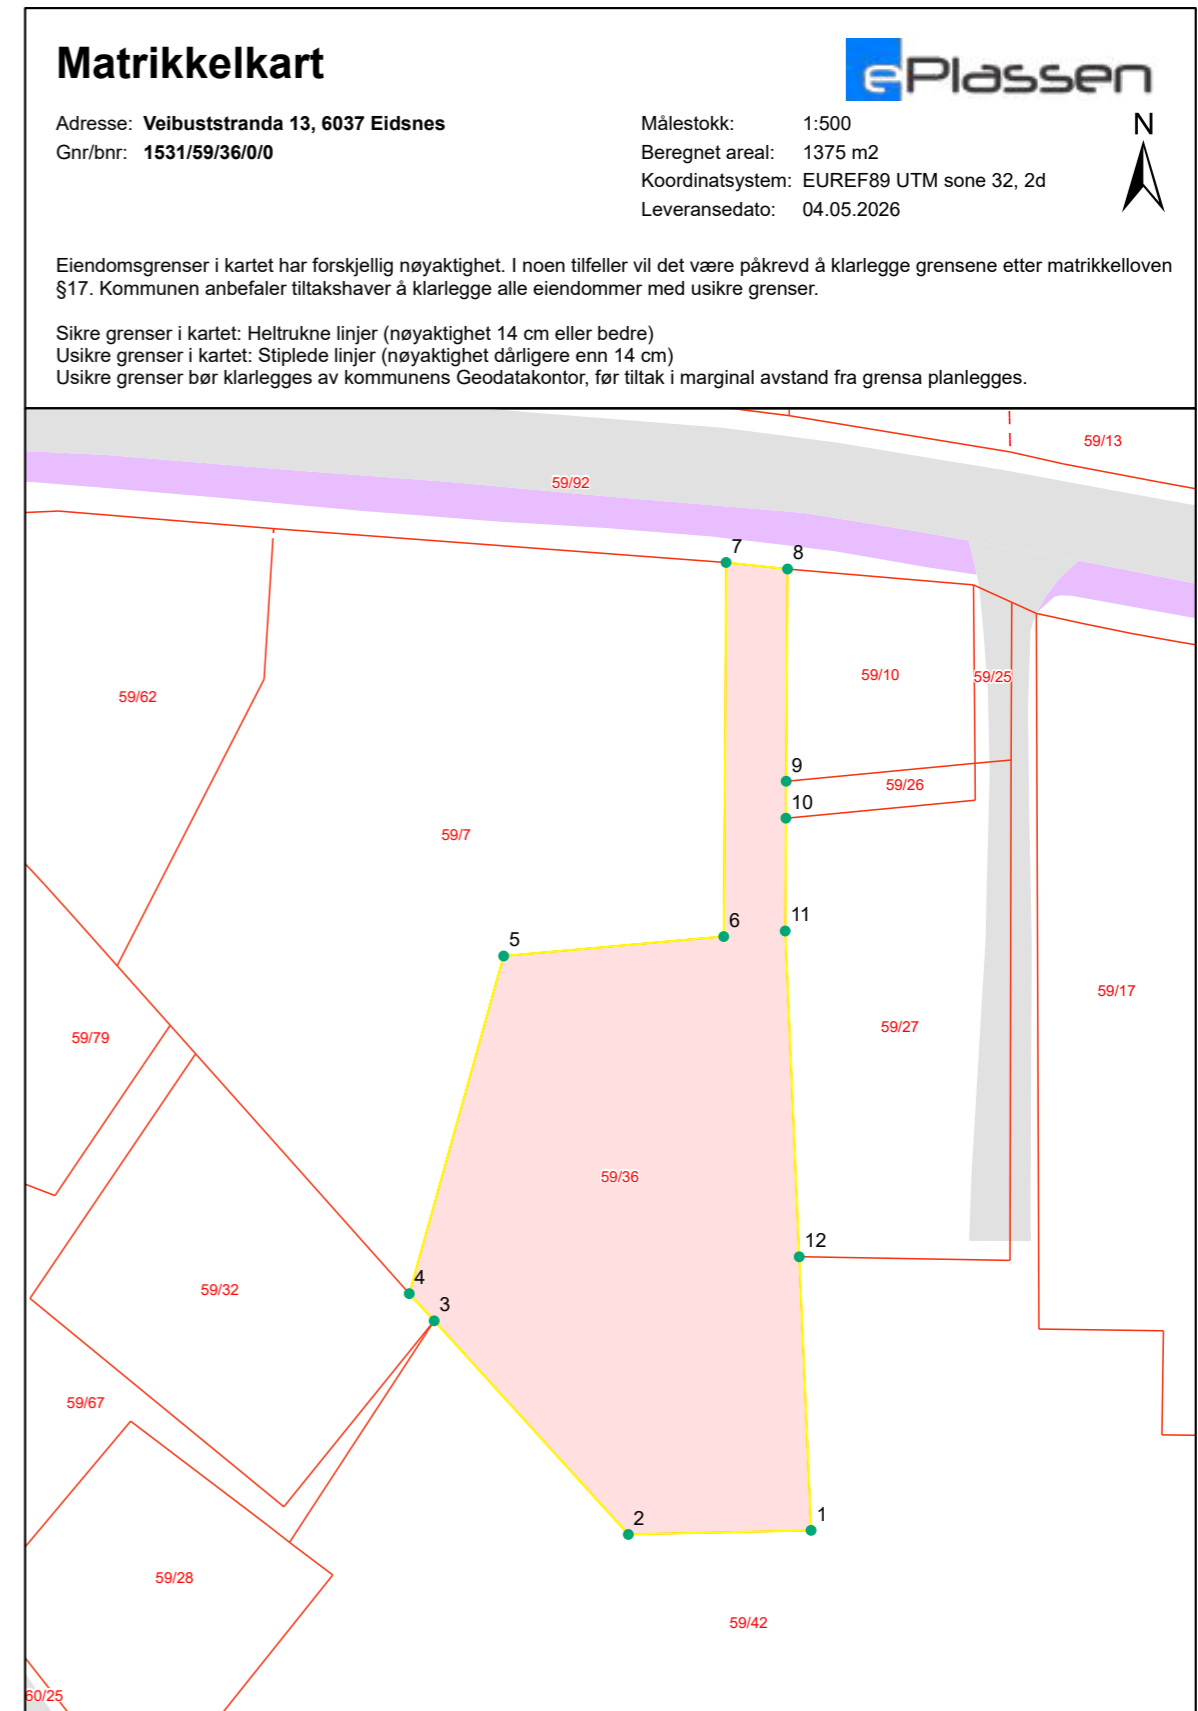 Matrikkelkart
ePlassen
Adresse: Veibuststranda 13, 6037 Eidsnes
Gnr/bnr: 1531/59/36/0/0
Målestokk: 1:500
Beregnet areal: 1375 m2
Koordinatsystem: EUREF89 UTM sone 32, 2d
Leveransedato: 04.05.2026
N
Eiendomsgrenser i kartet har forskjellig nøyaktighet. I noen tilfeller vil det være påkrevd å klarlegge grensene etter matrikkelloven
§17. Kommunen anbefaler tiltakshaver å klarlegge alle eiendommer med usikre grenser.
Sikre grenser i kartet: Heltrukne linjer (nøyaktighet 14 cm eller bedre)
Usikre grenser i kartet: Stiplede linjer (nøyaktighet dårligere enn 14 cm)
Usikre grenser bør klarlegges av kommunens Geodatakontor, før tiltak i marginal avstand fra grensa planlegges.
59/13
59/92
7
8
59/10
59/25
59/62
9
59/26
10
59/7
11
6
5
59/17
59/27
59/79
59/36
12
4
59/32
3
59/67
1
2
59/28
59/42
60/25